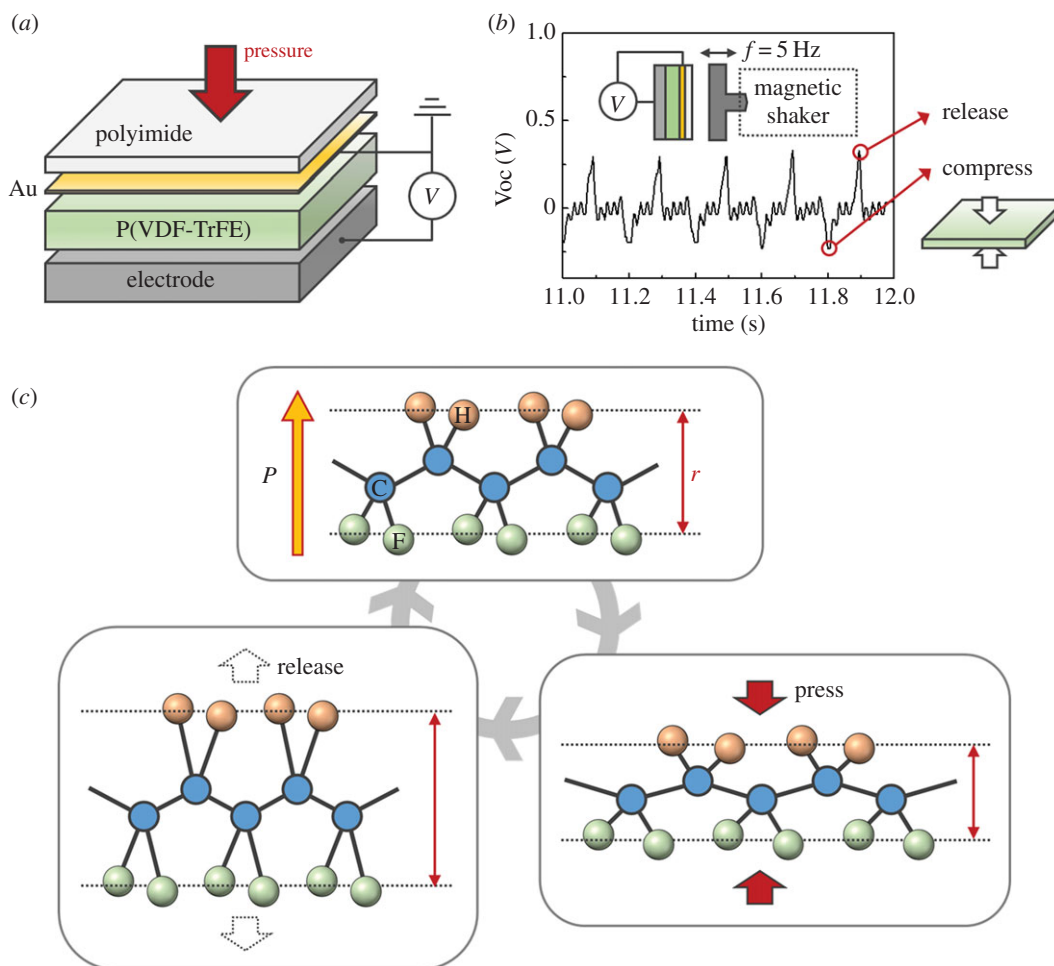 (a)
pressure
polyimide
Au
P(VDF-TrFE)
electrode
V
(b)
1.0
0.5
0
Voc (V)
V
f = 5 Hz
magnetic
shaker
release
compress
11.0 11.2 11.4 11.6 11.8 12.0
time (s)
(c)
P
H
C
F
r
release
press